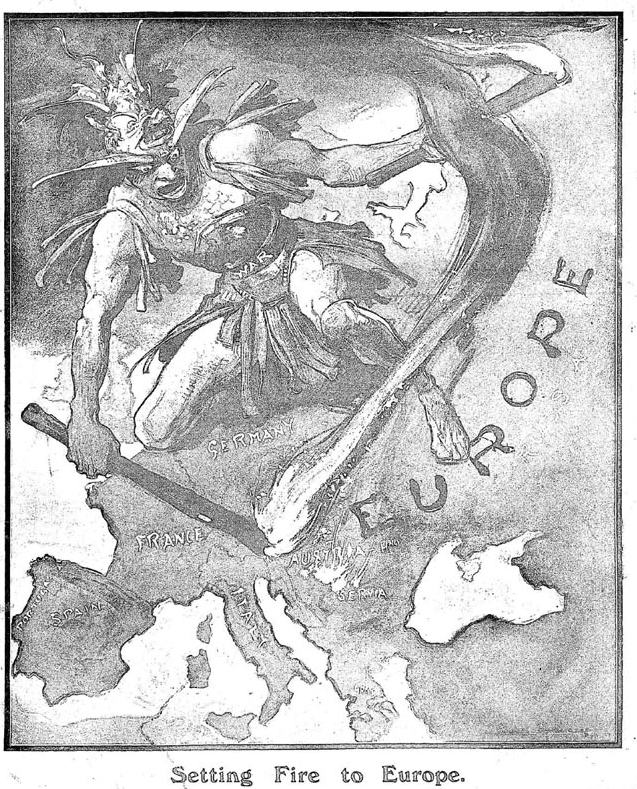 WAR
EUROPE
GERMANY
FRANCE
AUSTRIA
SERVIA
SPAIN
ITALY
Setting Fire to Europe.